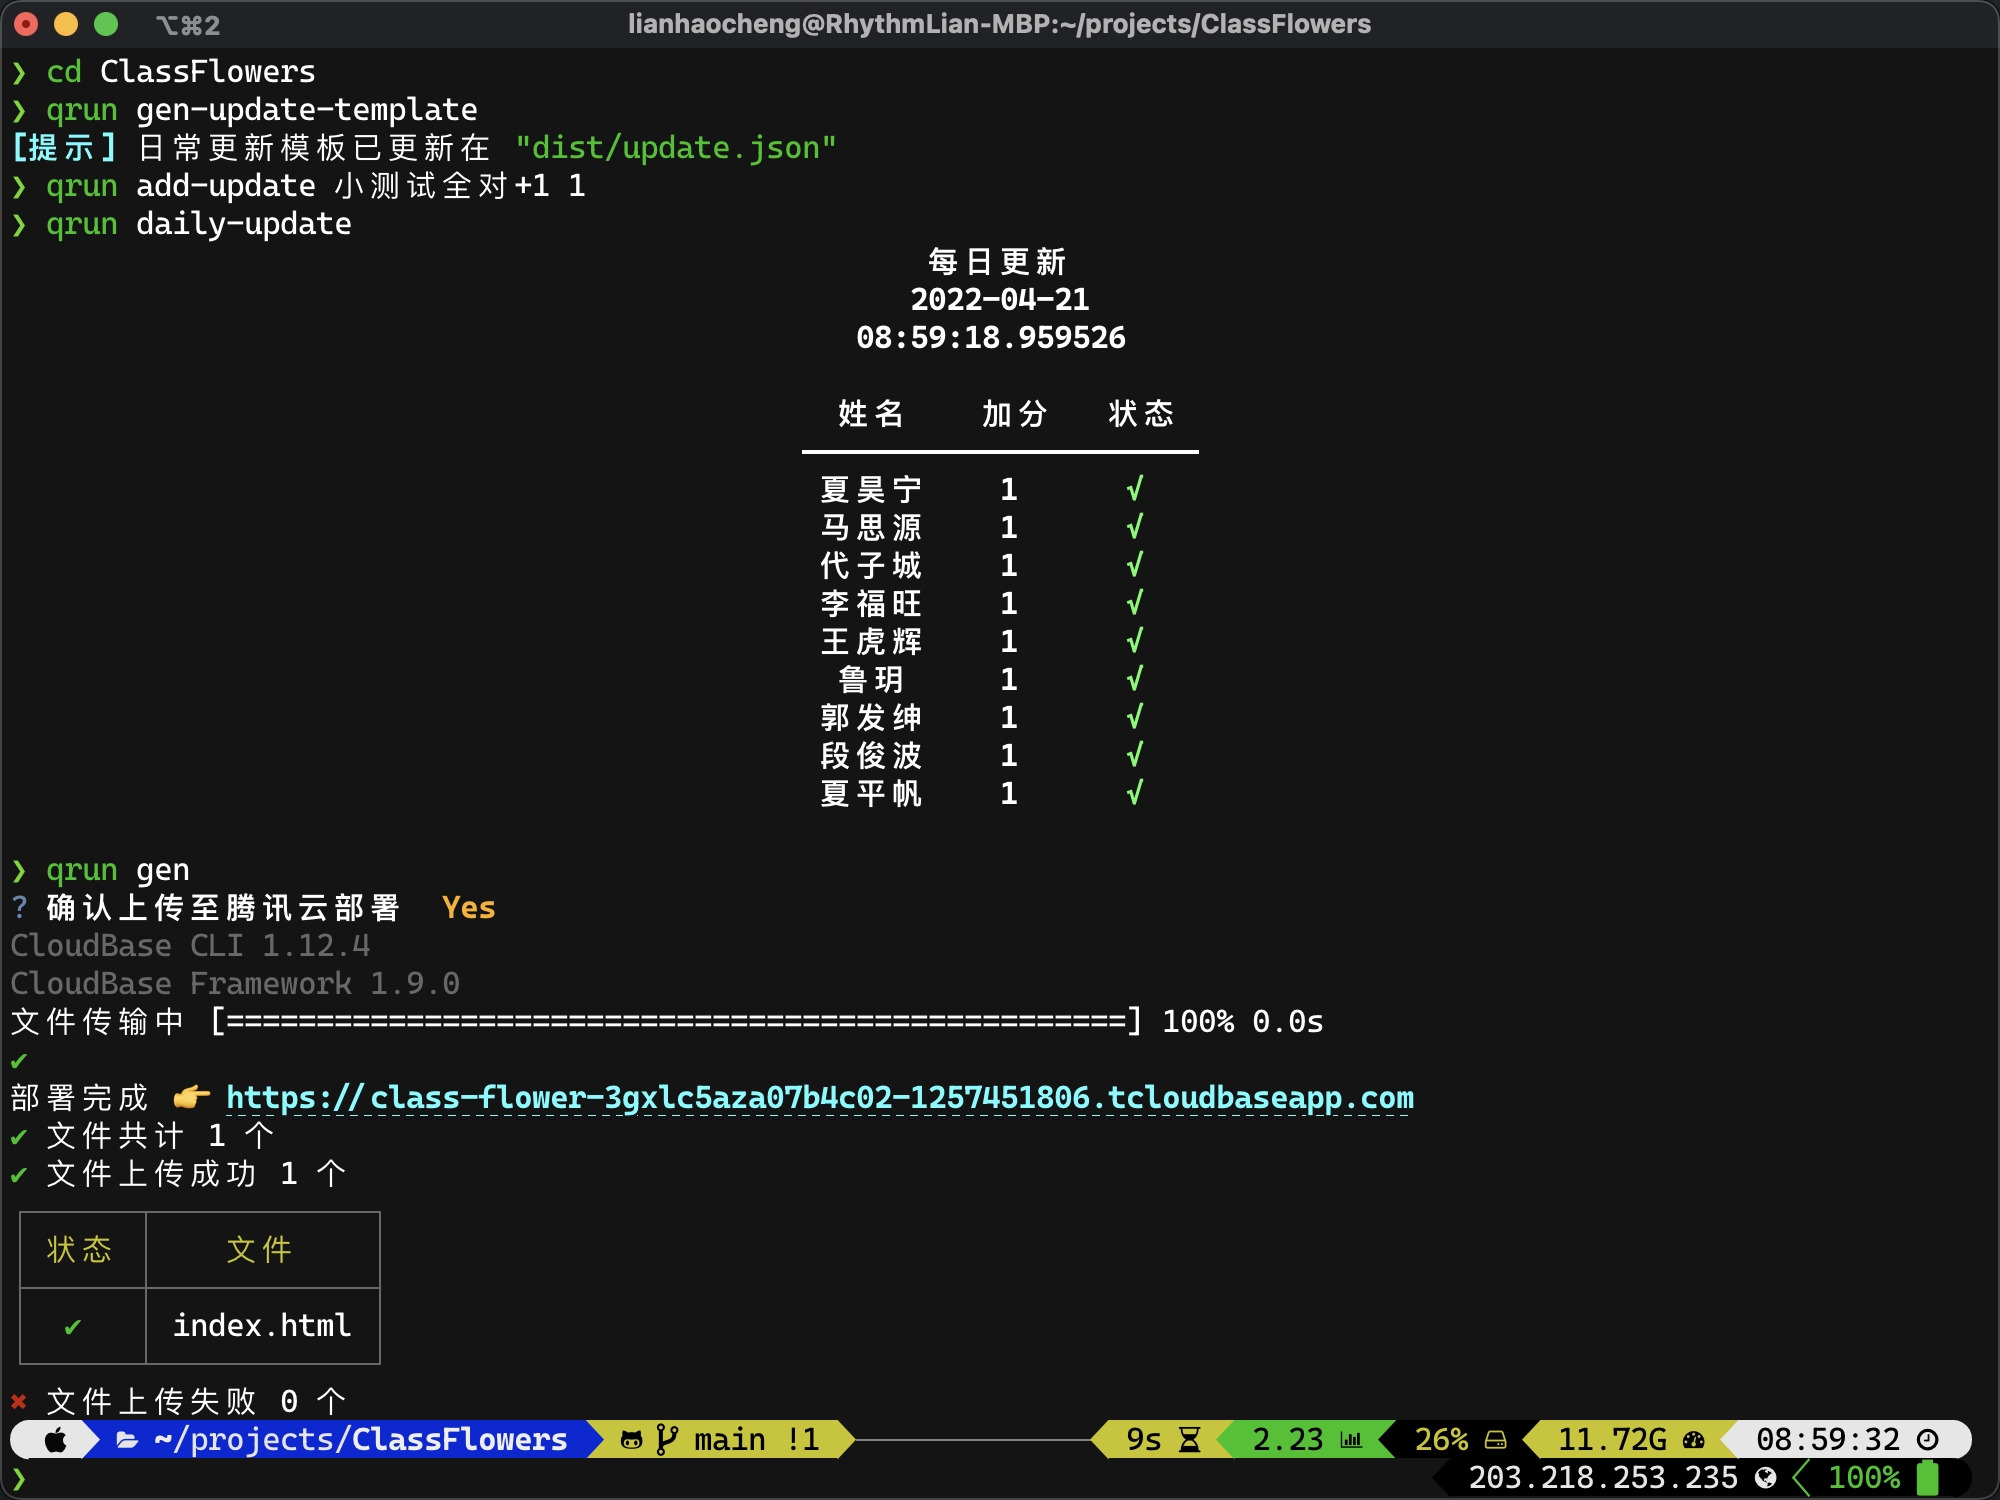 ⌥⌘2
lianhaocheng@RhythmLian-MBP:~/projects/ClassFlowers
❯ cd ClassFlowers
❯ qrun gen-update-template
[提示] 日常更新模板已更新在 "dist/update.json"
❯ qrun add-update 小测试全对+1 1
❯ qrun daily-update
每日更新
2022-04-21
08:59:18.959526
姓名 加分 状态
夏昊宁 1 √
马思源 1 √
代子城 1 √
李福旺 1 √
王虎辉 1 √
鲁玥 1 √
郭发绅 1 √
段俊波 1 √
夏平帆 1 √
❯ qrun gen
? 确认上传至腾讯云部署 Yes
CloudBase CLI 1.12.4
CloudBase Framework 1.9.0
文件传输中 [==================================================] 100% 0.0s
✔
部署完成 👉 https://class-flower-3gxlc5aza07b4c02-1257451806.tcloudbaseapp.com
✔ 文件共计 1 个
✔ 文件上传成功 1 个
状态 文件
✔ index.html
✖ 文件上传失败 0 个
~/projects/ClassFlowers main !1 9s 2.23 26% 11.72G 08:59:32
❯ 203.218.253.235 100%